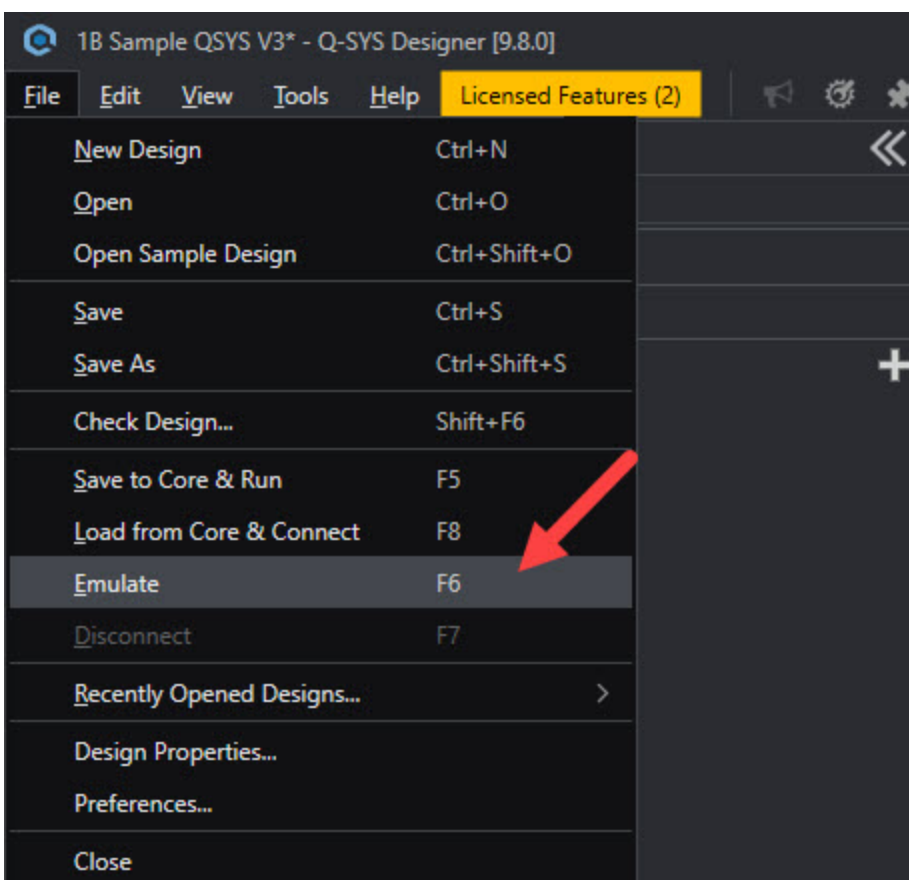 1B Sample QSYS V3* - Q-SYS Designer [9.8.0]
File Edit View Tools Help Licensed Features (2)
New Design Ctrl+N
Open Ctrl+O
Open Sample Design Ctrl+Shift+O
Save Ctrl+S
Save As Ctrl+Shift+S
Check Design... Shift+F6
Save to Core & Run F5
Load from Core & Connect F8
Emulate F6
Disconnect F7
Recently Opened Designs...
Design Properties...
Preferences...
Close